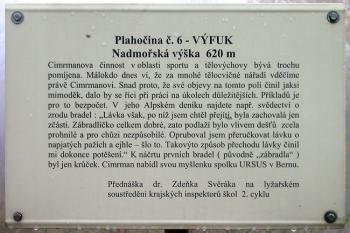 Plahočina č. 6 - VÝFUK
Nadmořská výška 620 m
Cimrmanova činnost v oblasti sportu a tělovýchovy bývá trochu
pomíjena. Málokdo dnes ví, že za mnohé tělocvičné nářadí vděčíme
právě Cimrmanovi. Snad proto, že své objevy na tomto poli činil jaksi
mimoděk, dalo by se říci při práci na úkolech důležitějších. Příkladů je
pro to bezpočet. V jeho Alpském deníku najdete např. svědectví o
zrodu bradel : „Lávka však, po níž jsem chtěl přejít, byla zachovalá jen
zčásti. Zábradlíčko celkem dobré, zato podlaží bylo vlivem dešťů zcela
prohnilé a pro chůzi nezpůsobilé. Oproboval jsem přeručkovat lávku o
napjatých pažích a ejhle – šlo to. Takovýto způsob přechodu lávky činil
mi dokonce potěšení.“ K náčrtu prvních bradel ( původně „zábradla“ )
byl jen krůček. Cimrman nabídl svou myšlenku spolku URSUS v Bernu.
Přednáška dr. Zdeňka Svěráka na lyžařském
soustředění krajských inspektorů škol 2. cyklu